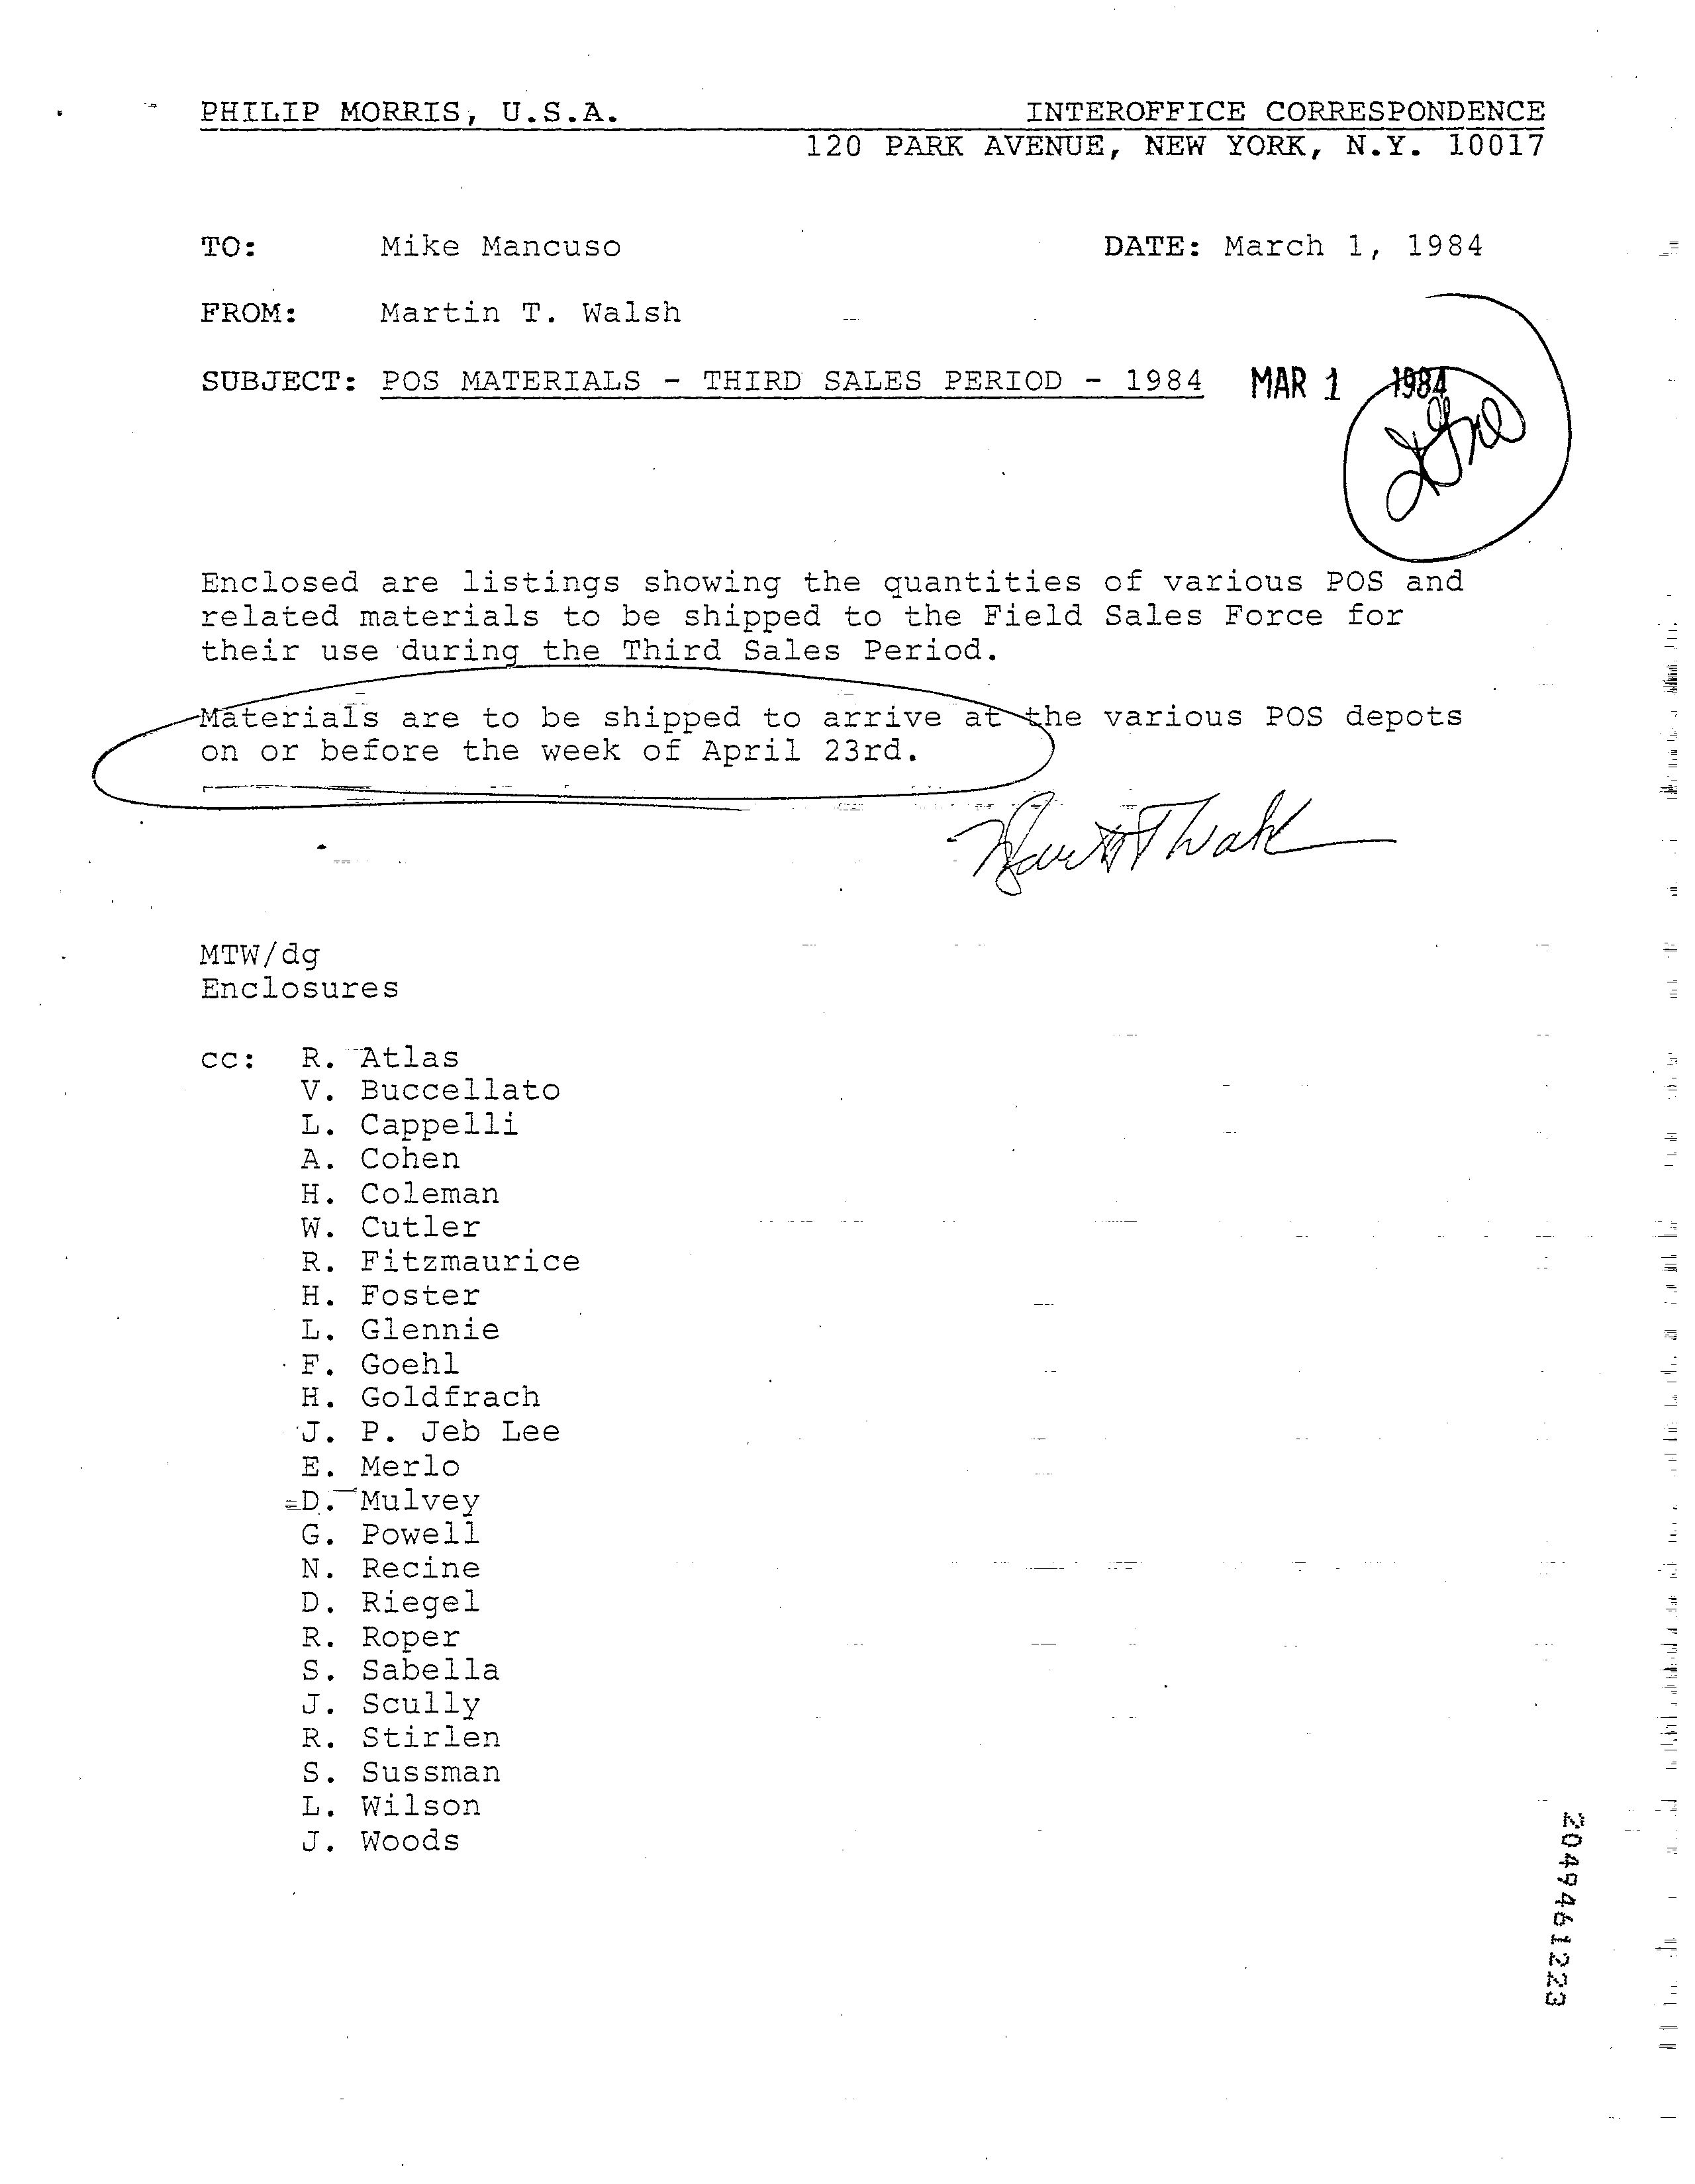 PHILIP MORRIS, U.S.A. INTEROFFICE CORRESPONDENCE
120 PARK AVENUE, NEW YORK, N.Y. 10017
TO: Mike Mancuso DATE: March 1, 1984
FROM: Martin T. Walsh
SUBJECT: POS MATERIALS - THIRD SALES PERIOD - 1984 MAR 1 1984
Enclosed are listings showing the quantities of various POS and
related materials to be shipped to the Field Sales Force for
their use during the Third Sales Period.
Materials are to be shipped to arrive at the various POS depots
on or before the week of April 23rd.
MTW/dg
Enclosures
cc: R. Atlas
V. Buccellato
L. Cappelli
A. Cohen
H. Coleman
W. Cutler
R. Fitzmaurice
H. Foster
L. Glennie
F. Goehl
H. Goldfrach
J. P. Jeb Lee
E. Merlo
D. Mulvey
G. Powell
N. Recine
D. Riegel
R. Roper
S. Sabella
J. Scully
R. Stirlen
S. Sussman
L. Wilson
J. Woods
2049461223